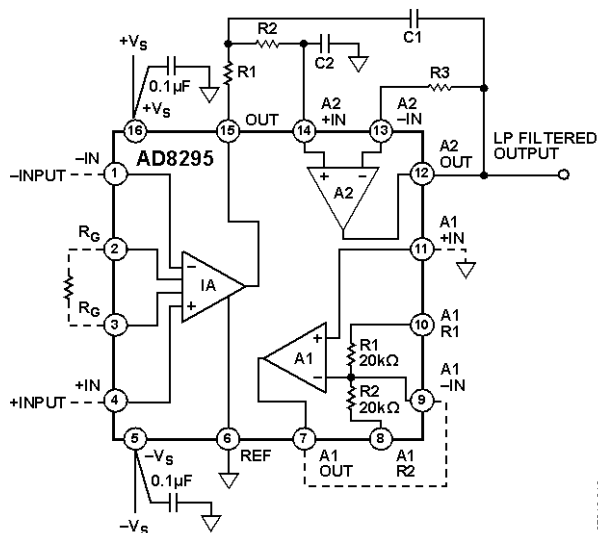 C1
R2
+VS
C2
R1
R3
0.1µF
+VS
A2
+IN
A2
–IN
OUT
16
15
14
13
AD8295
A2
OUT
LP FILTERED
OUTPUT
–IN
–INPUT
1
+
–
12
A2
A1
+IN
RG
2
11
–
IA
+
RG
3
A1
R1
10
+
A1
–
R1
20kΩ
A1
–IN
+IN
+INPUT
4
R2
20kΩ
9
5
6
7
8
–VS
REF
A1
OUT
A1
R2
0.1µF
–VS